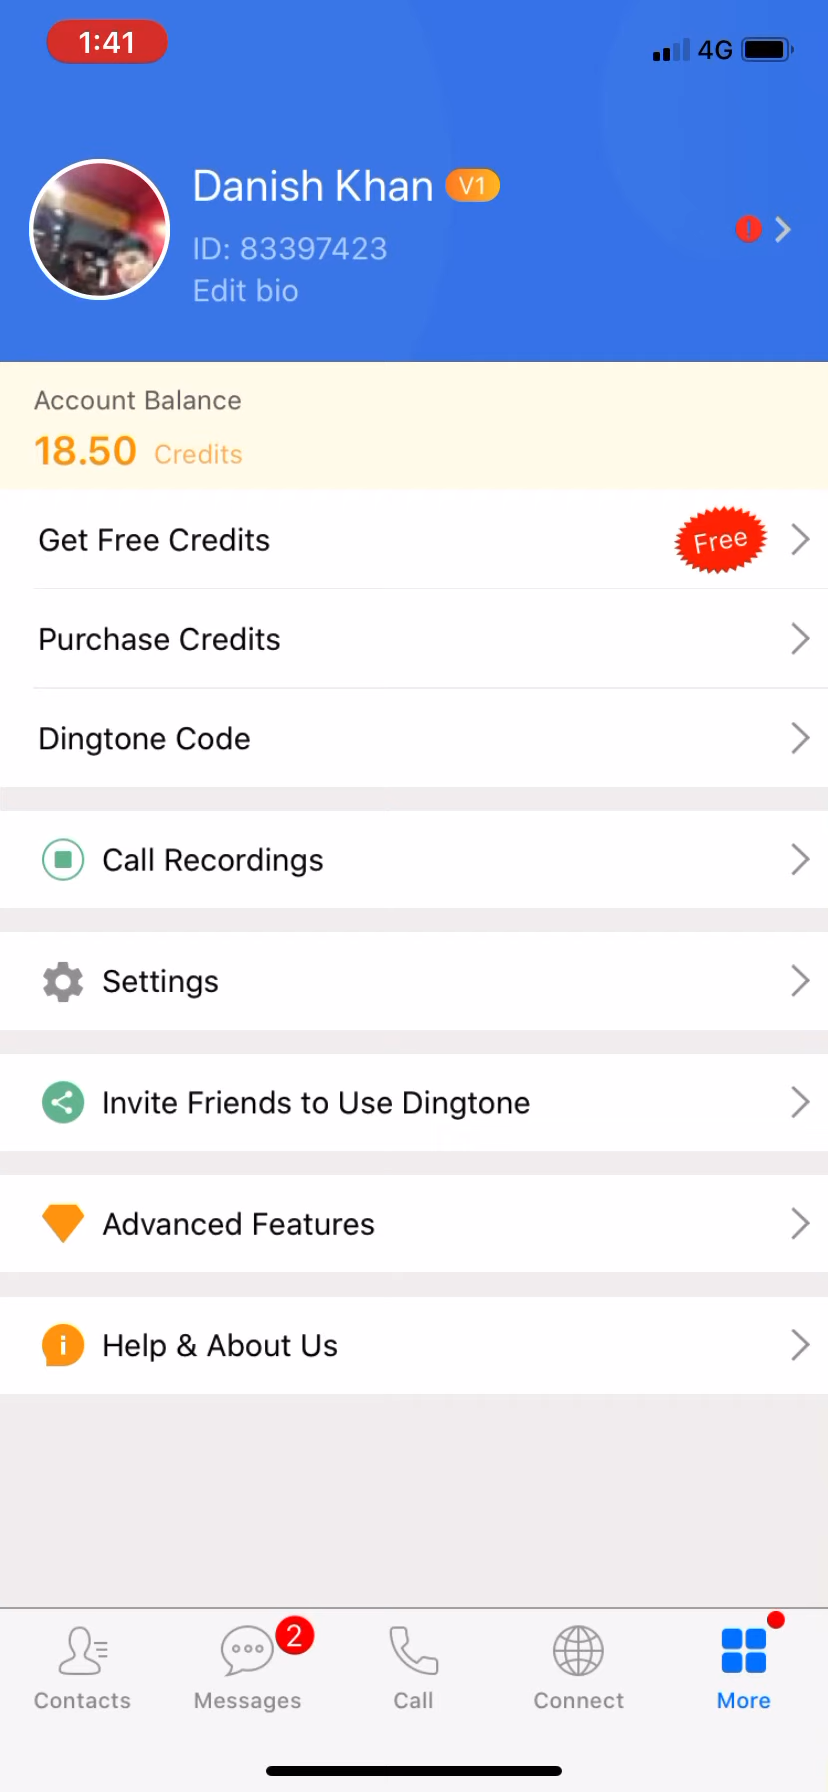 1:41
4G
Danish Khan V1
ID: 83397423
Edit bio
Account Balance
18.50 Credits
Get Free Credits Free
Purchase Credits
Dingtone Code
Call Recordings
Settings
Invite Friends to Use Dingtone
Advanced Features
Help & About Us
2
Contacts Messages Call Connect More